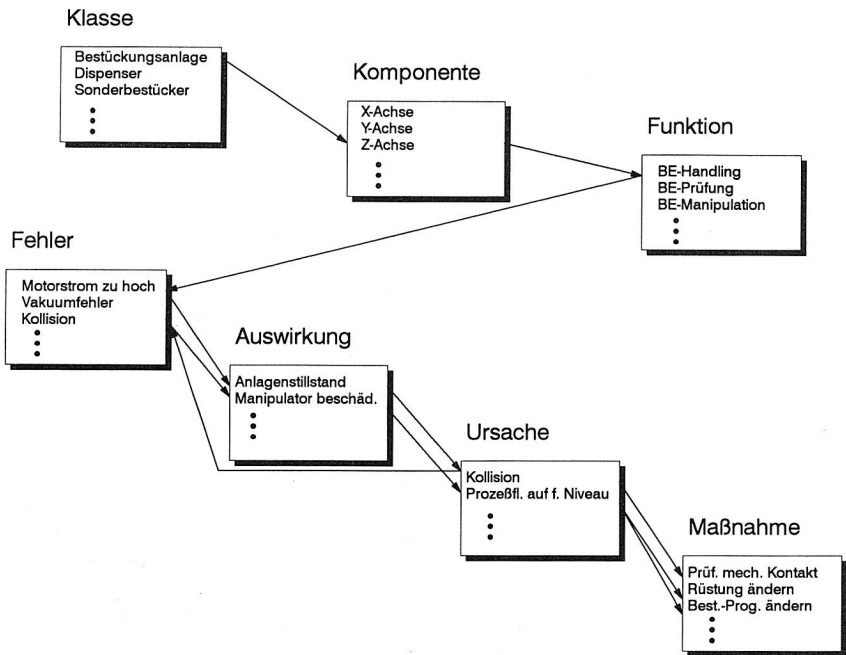 Klasse
Bestückungsanlage
Dispenser
Sonderbestücker
Komponente
X-Achse
Y-Achse
Z-Achse
Funktion
BE-Handling
BE-Prüfung
BE-Manipulation
Fehler
Motorstrom zu hoch
Vakuumfehler
Kollision
Auswirkung
Anlagenstillstand
Manipulator beschäd.
Ursache
Kollision
Prozeßfl. auf f. Niveau
Maßnahme
Prüf. mech. Kontakt
Rüstung ändern
Best.-Prog. ändern